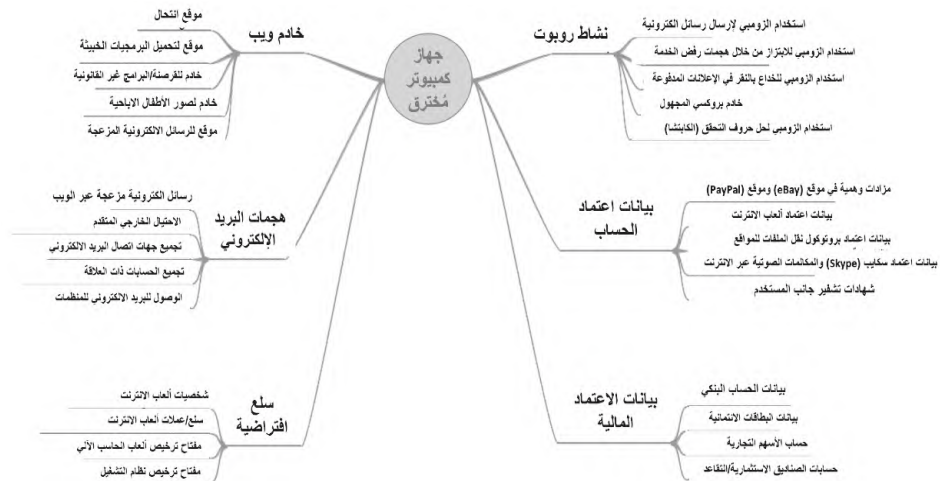 جهاز
كمبيوتر
مُخترق
نشاط روبوت
استخدام الزومبي لإرسال رسائل الكترونية
استخدام الزومبي للابتزاز من خلال هجمات رفض الخدمة
استخدام الزومبي للخداع بالنقر في الإعلانات المدفوعة
خادم بروكسي المجهول
استخدام الزومبي لحل حروف التحقق (الكابتشا)
بيانات اعتماد
الحساب
مزادات وهمية في موقع (eBay) وموقع (PayPal)
بيانات اعتماد ألعاب الانترنت
بيانات اعتماد بروتوكول نقل الملفات للمواقع
بيانات اعتماد سكايب (Skype) والمكالمات الصوتية عبر الانترنت
شهادات تشفير جانب المستخدم
بيانات الاعتماد
المالية
بيانات الحساب البنكي
بيانات البطاقات الائتمانية
حساب الأسهم التجارية
حسابات الصناديق الاستثمارية/التقاعد
خادم ويب
موقع انتحال
موقع لتحميل البرمجيات الخبيثة
خادم للقرصنة/البرامج غير القانونية
خادم لصور الأطفال الاباحية
موقع للرسائل الالكترونية المزعجة
هجمات البريد
الإلكتروني
رسائل الكترونية مزعجة عبر الويب
الاحتيال الخارجي المتقدم
تجميع جهات اتصال البريد الالكتروني
تجميع الحسابات ذات العلاقة
الوصول للبريد الالكتروني للمنظمات
سلع
افتراضية
شخصيات ألعاب الانترنت
سلع/عملات ألعاب الانترنت
مفتاح ترخيص ألعاب الحاسب الآلي
مفتاح ترخيص نظام التشغيل